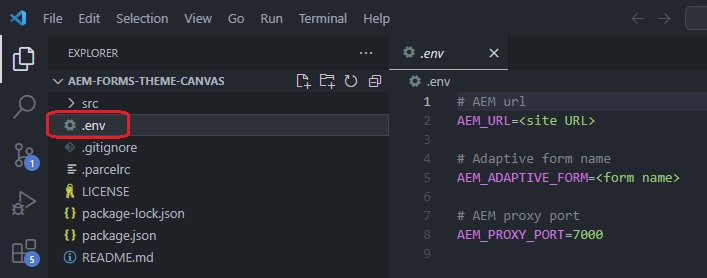 File Edit Selection View Go Run Terminal Help
EXPLORER
AEM-FORMS-THEME-CANVAS
src
.env
.gitignore
.parcelrc
LICENSE
package-lock.json
package.json
README.md
1
5
.env
.env
1 # AEM url
2 AEM_URL=<site URL>
3
4 # Adaptive form name
5 AEM_ADAPTIVE_FORM=<form name>
6
7 # AEM proxy port
8 AEM_PROXY_PORT=7000
9